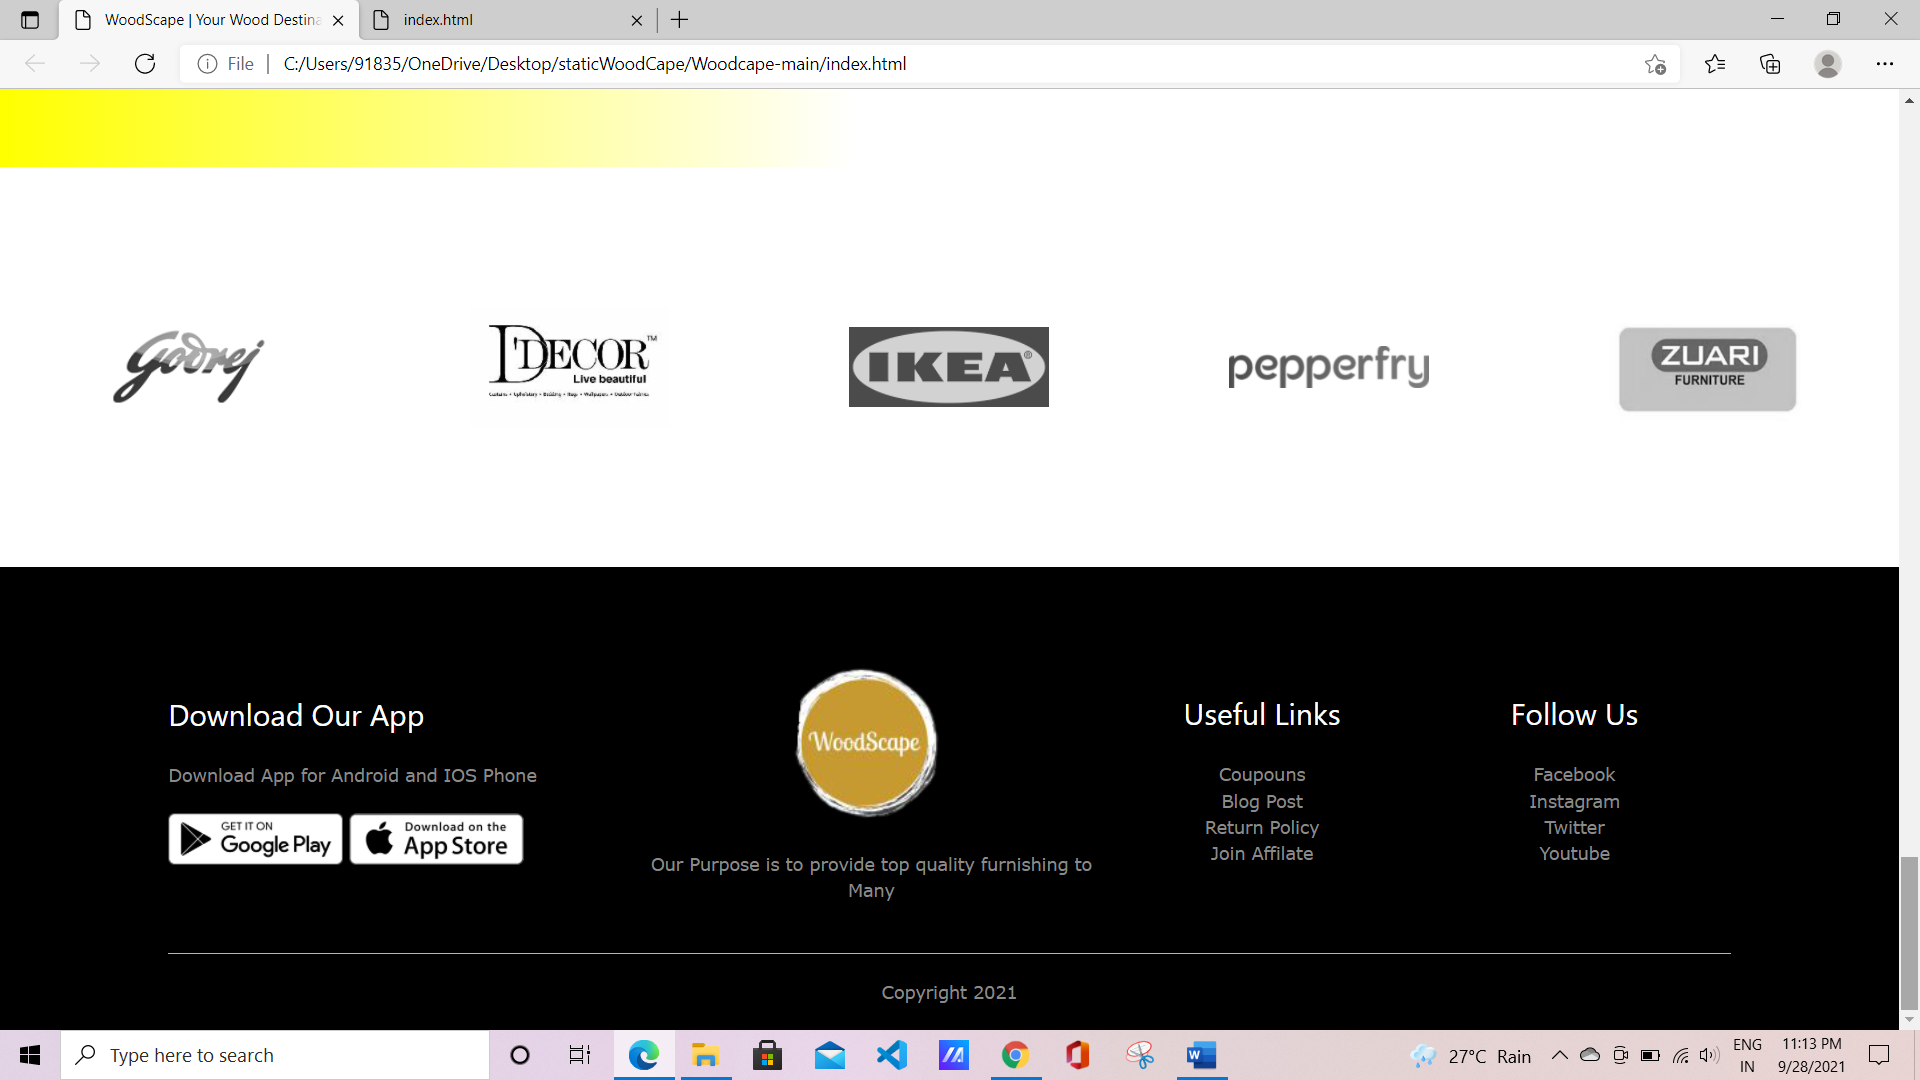 WoodScape | Your Wood Destina
index.html
File
C:/Users/91835/OneDrive/Desktop/staticWoodCape/Woodcape-main/index.html
Godrej
D'DECOR™
Live beautiful
IKEA®
pepperfry
ZUARI
FURNITURE
Download Our App
Download App for Android and IOS Phone
GET IT ON
Google Play
Download on the
App Store
WoodScape
Our Purpose is to provide top quality furnishing to
Many
Useful Links
Coupouns
Blog Post
Return Policy
Join Affilate
Follow Us
Facebook
Instagram
Twitter
Youtube
Copyright 2021
Type here to search
27°C Rain
ENG
IN
11:13 PM
9/28/2021